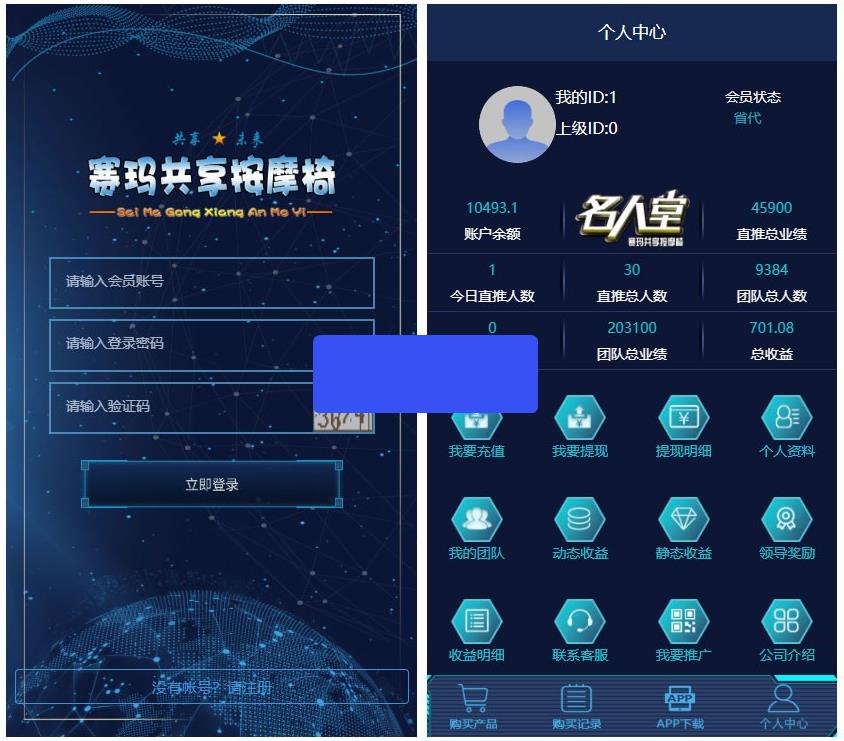 共享 ★ 未来
赛玛共享按摩椅
Sai Ma Gong Xiang An Mo Yi
请输入会员账号
请输入登录密码
请输入验证码
立即登录
没有帐号？请注册
个人中心
我的ID:1
会员状态
上级ID:0
省代
10493.1
名人堂
赛玛共享按摩椅
45900
账户余额
直推总业绩
1
30
9384
今日直推人数
直推总人数
团队总人数
0
203100
701.08
团队总业绩
总收益
我要充值
我要提现
提现明细
个人资料
我的团队
动态收益
静态收益
领导奖励
收益明细
联系客服
我要推广
公司介绍
购买产品
购买记录
APP
APP下载
个人中心